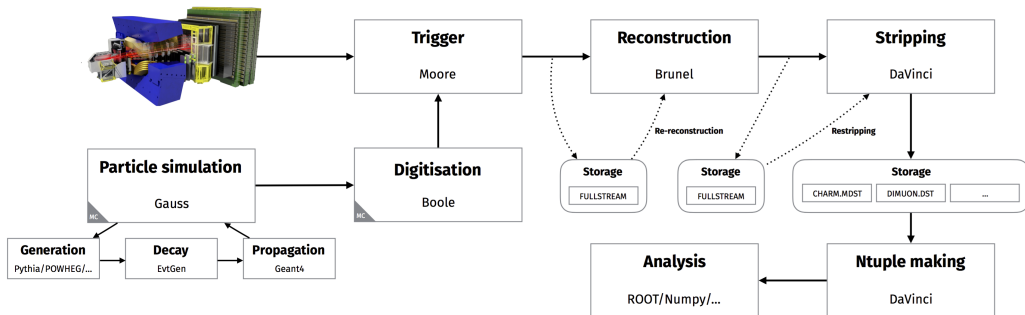 Trigger
Moore
Reconstruction
Brunel
Stripping
DaVinci
Re-reconstruction
Restripping
Particle simulation
Gauss
MC
Digitisation
Boole
MC
Storage
FULLSTREAM
Storage
FULLSTREAM
Storage
CHARM.MDST
DIMUON.DST
...
Generation
Pythia/POWHEG/...
Decay
EvtGen
Propagation
Geant4
Analysis
ROOT/Numpy/...
Ntuple making
DaVinci